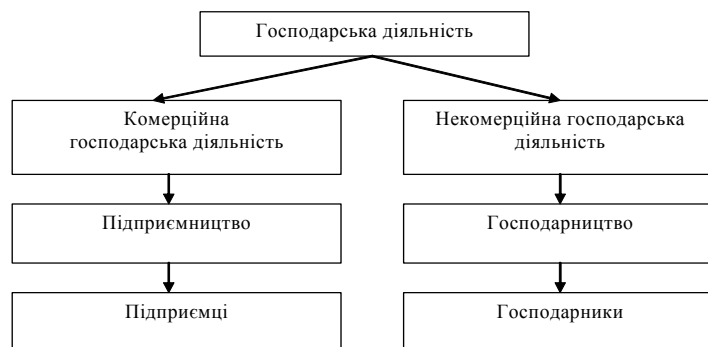 Господарська діяльність
Комерційна
господарська діяльність
Некомерційна господарська
діяльність
Підприємництво
Господарництво
Підприємці
Господарники